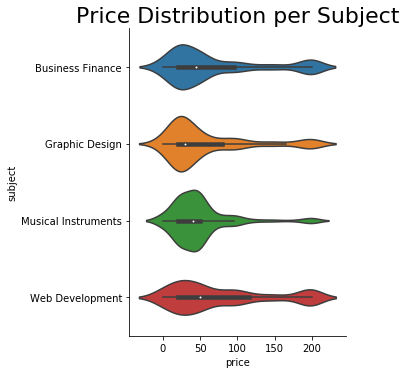 Price Distribution per Subject
subject
Business Finance
Graphic Design
Musical Instruments
Web Development
0 50 100 150 200
price